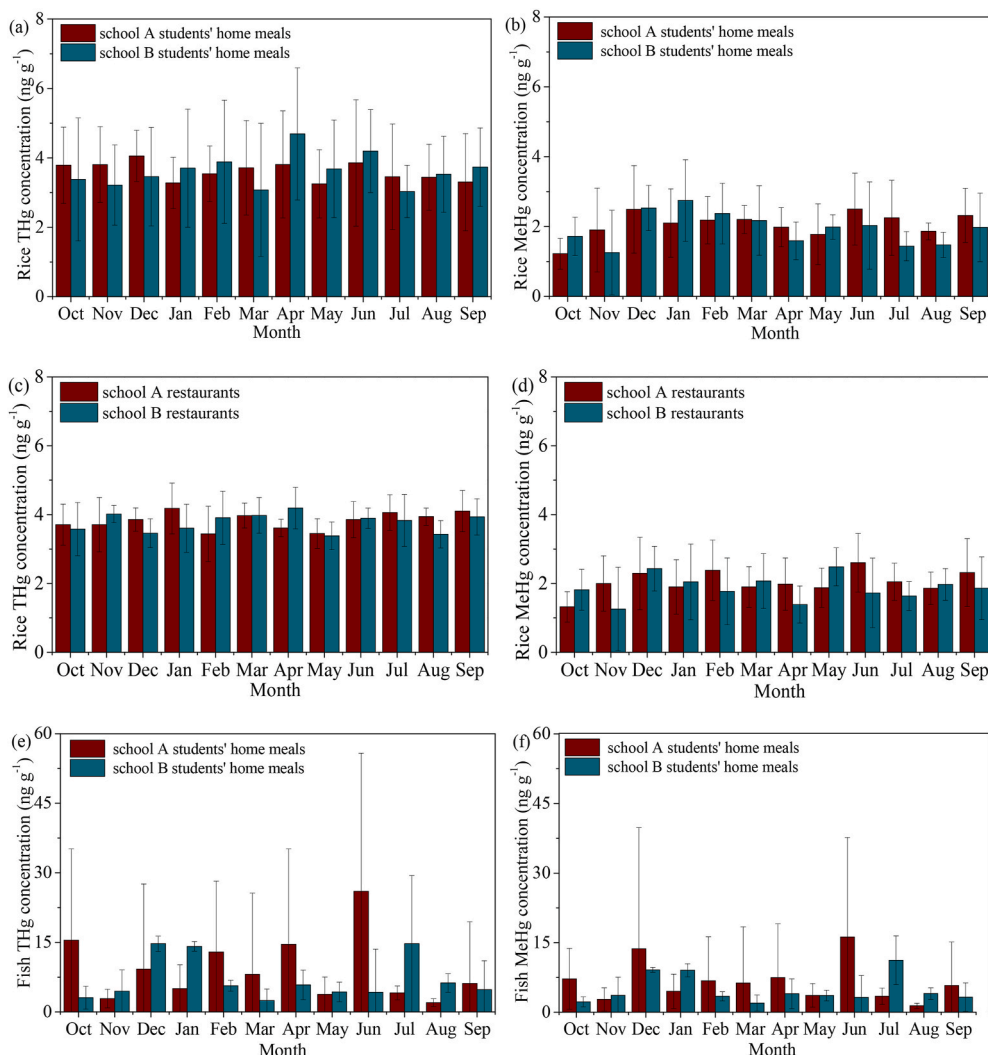 (a)
school A students' home meals
school B students' home meals
Rice THg concentration (ng g⁻¹)
8
6
4
2
0
Oct Nov Dec Jan Feb Mar Apr May Jun Jul Aug Sep
Month
(b)
school A students' home meals
school B students' home meals
Rice MeHg concentration (ng g⁻¹)
8
6
4
2
0
Oct Nov Dec Jan Feb Mar Apr May Jun Jul Aug Sep
Month
(c)
school A restaurants
school B restaurants
Rice THg concentration (ng g⁻¹)
8
6
4
2
0
Oct Nov Dec Jan Feb Mar Apr May Jun Jul Aug Sep
Month
(d)
school A restaurants
school B restaurants
Rice MeHg concentration (ng g⁻¹)
8
6
4
2
0
Oct Nov Dec Jan Feb Mar Apr May Jun Jul Aug Sep
Month
(e)
school A students' home meals
school B students' home meals
Fish THg concentration (ng g⁻¹)
60
45
30
15
0
Oct Nov Dec Jan Feb Mar Apr May Jun Jul Aug Sep
Month
(f)
school A students' home meals
school B students' home meals
Fish MeHg concentration (ng g⁻¹)
60
45
30
15
0
Oct Nov Dec Jan Feb Mar Apr May Jun Jul Aug Sep
Month